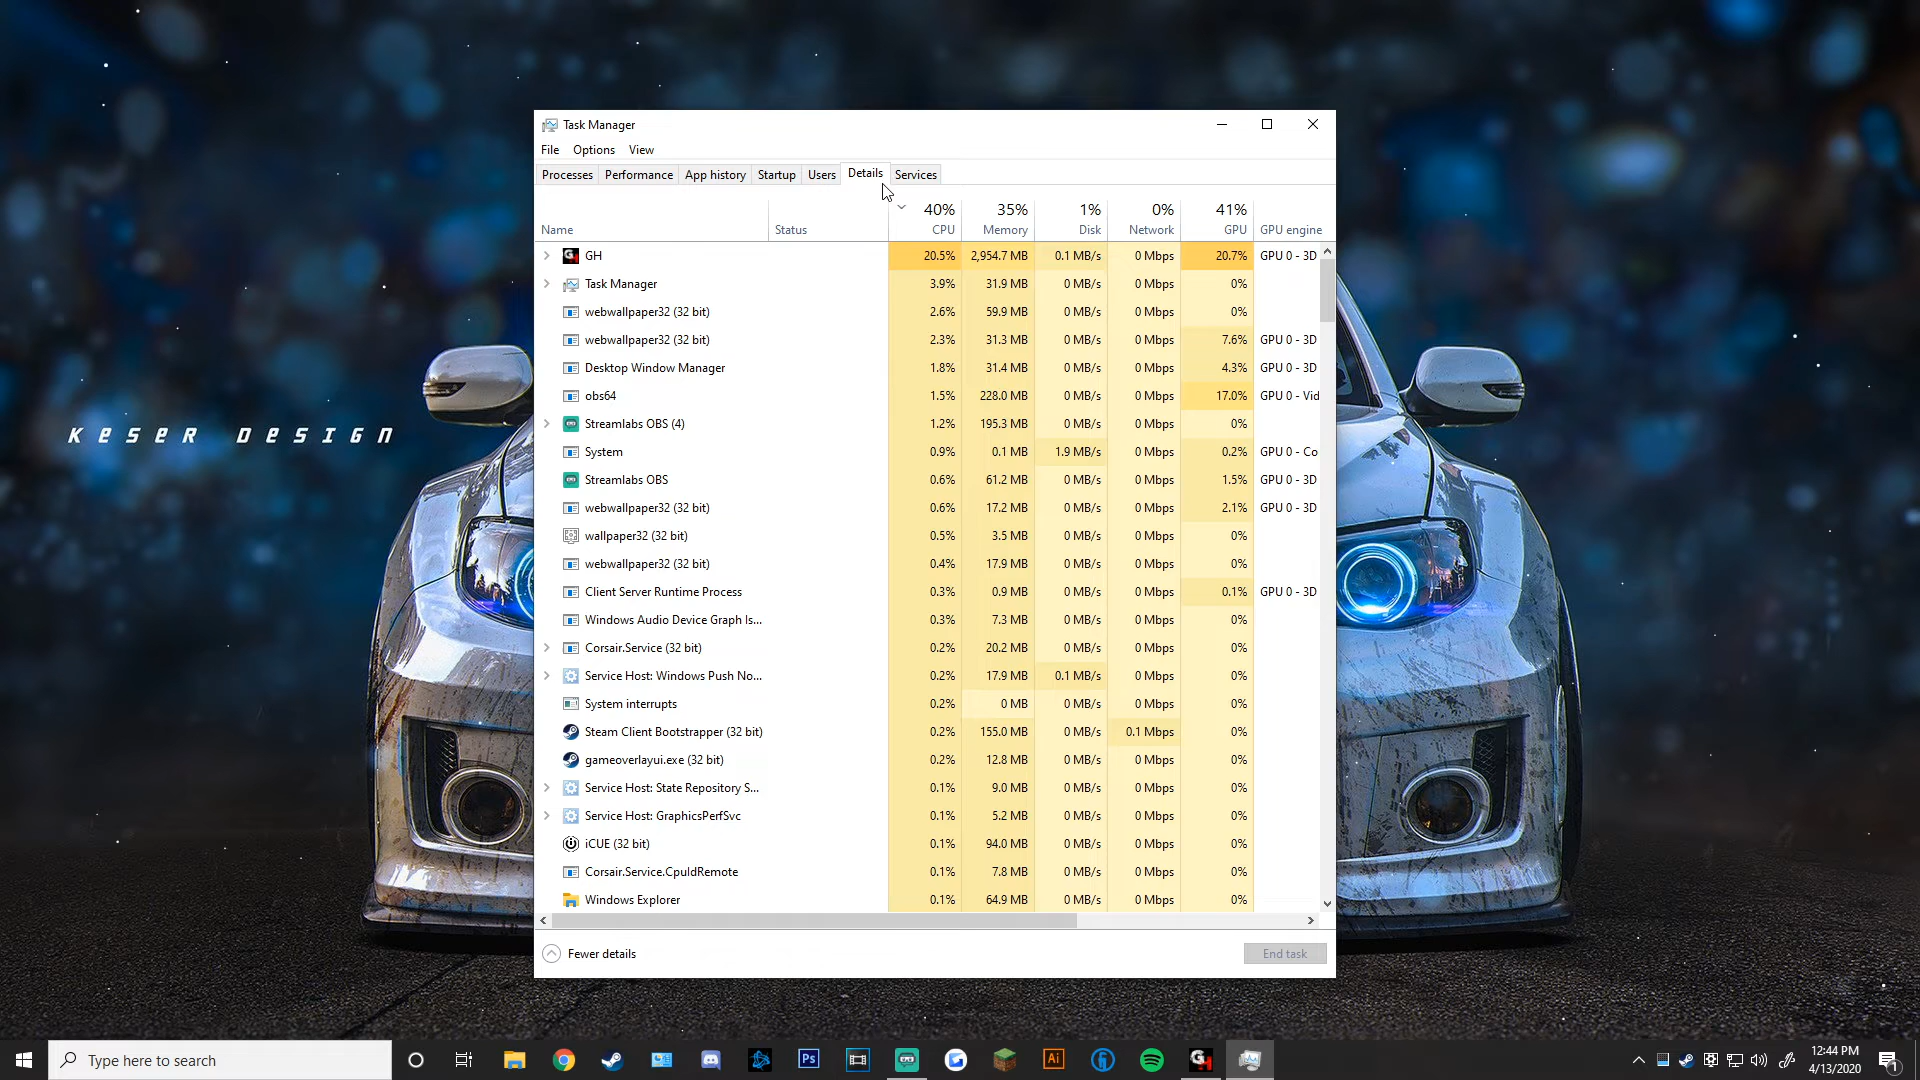 Task Manager
File Options View
Processes Performance App history Startup Users Details Services
40% 35% 1% 0% 41%
Name Status CPU Memory Disk Network GPU GPU engine
GH 20.5% 2,954.7 MB 0.1 MB/s 0 Mbps 20.7% GPU 0 - 3D
Task Manager 3.9% 31.9 MB 0 MB/s 0 Mbps 0%
webwallpaper32 (32 bit) 2.6% 59.9 MB 0 MB/s 0 Mbps 0%
webwallpaper32 (32 bit) 2.3% 31.3 MB 0 MB/s 0 Mbps 7.6% GPU 0 - 3D
Desktop Window Manager 1.8% 31.4 MB 0 MB/s 0 Mbps 4.3% GPU 0 - 3D
obs64 1.5% 228.0 MB 0 MB/s 0 Mbps 17.0% GPU 0 - Vid
Streamlabs OBS (4) 1.2% 195.3 MB 0 MB/s 0 Mbps 0%
KESER DESIGN
System 0.9% 0.1 MB 1.9 MB/s 0 Mbps 0.2% GPU 0 - Co
Streamlabs OBS 0.6% 61.2 MB 0 MB/s 0 Mbps 1.5% GPU 0 - 3D
webwallpaper32 (32 bit) 0.6% 17.2 MB 0 MB/s 0 Mbps 2.1% GPU 0 - 3D
wallpaper32 (32 bit) 0.5% 3.5 MB 0 MB/s 0 Mbps 0%
webwallpaper32 (32 bit) 0.4% 17.9 MB 0 MB/s 0 Mbps 0%
Client Server Runtime Process 0.3% 0.9 MB 0 MB/s 0 Mbps 0.1% GPU 0 - 3D
Windows Audio Device Graph Is... 0.3% 7.3 MB 0 MB/s 0 Mbps 0%
Corsair.Service (32 bit) 0.2% 20.2 MB 0 MB/s 0 Mbps 0%
Service Host: Windows Push No... 0.2% 17.9 MB 0.1 MB/s 0 Mbps 0%
System interrupts 0.2% 0 MB 0 MB/s 0 Mbps 0%
Steam Client Bootstrapper (32 bit) 0.2% 155.0 MB 0 MB/s 0.1 Mbps 0%
gameoverlayui.exe (32 bit) 0.2% 12.8 MB 0 MB/s 0 Mbps 0%
Service Host: State Repository S... 0.1% 9.0 MB 0 MB/s 0 Mbps 0%
Service Host: GraphicsPerfSvc 0.1% 5.2 MB 0 MB/s 0 Mbps 0%
iCUE (32 bit) 0.1% 94.0 MB 0 MB/s 0 Mbps 0%
Corsair.Service.CpuIdRemote 0.1% 7.8 MB 0 MB/s 0 Mbps 0%
Windows Explorer 0.1% 64.9 MB 0 MB/s 0 Mbps 0%
Fewer details End task
Type here to search
Ps Ai
12:44 PM
4/13/2020
1